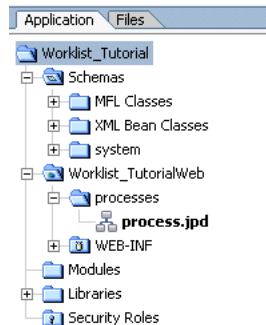 Application Files
Worklist_Tutorial
Schemas
MFL Classes
XML Bean Classes
system
Worklist_TutorialWeb
processes
process.jpd
WEB-INF
Modules
Libraries
Security Roles